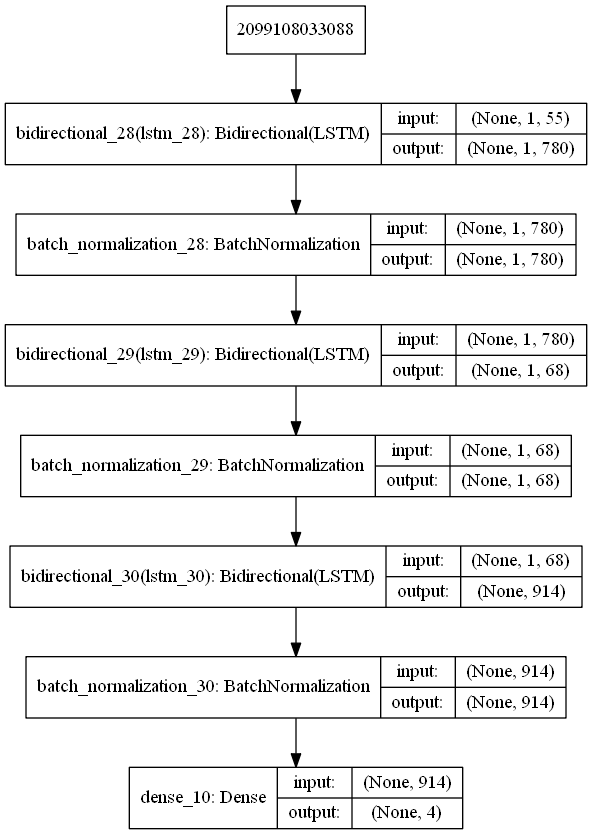 2099108033088
bidirectional_28(lstm_28): Bidirectional(LSTM)
input: (None, 1, 55)
output: (None, 1, 780)
batch_normalization_28: BatchNormalization
input: (None, 1, 780)
output: (None, 1, 780)
bidirectional_29(lstm_29): Bidirectional(LSTM)
input: (None, 1, 780)
output: (None, 1, 68)
batch_normalization_29: BatchNormalization
input: (None, 1, 68)
output: (None, 1, 68)
bidirectional_30(lstm_30): Bidirectional(LSTM)
input: (None, 1, 68)
output: (None, 914)
batch_normalization_30: BatchNormalization
input: (None, 914)
output: (None, 914)
dense_10: Dense
input: (None, 914)
output: (None, 4)